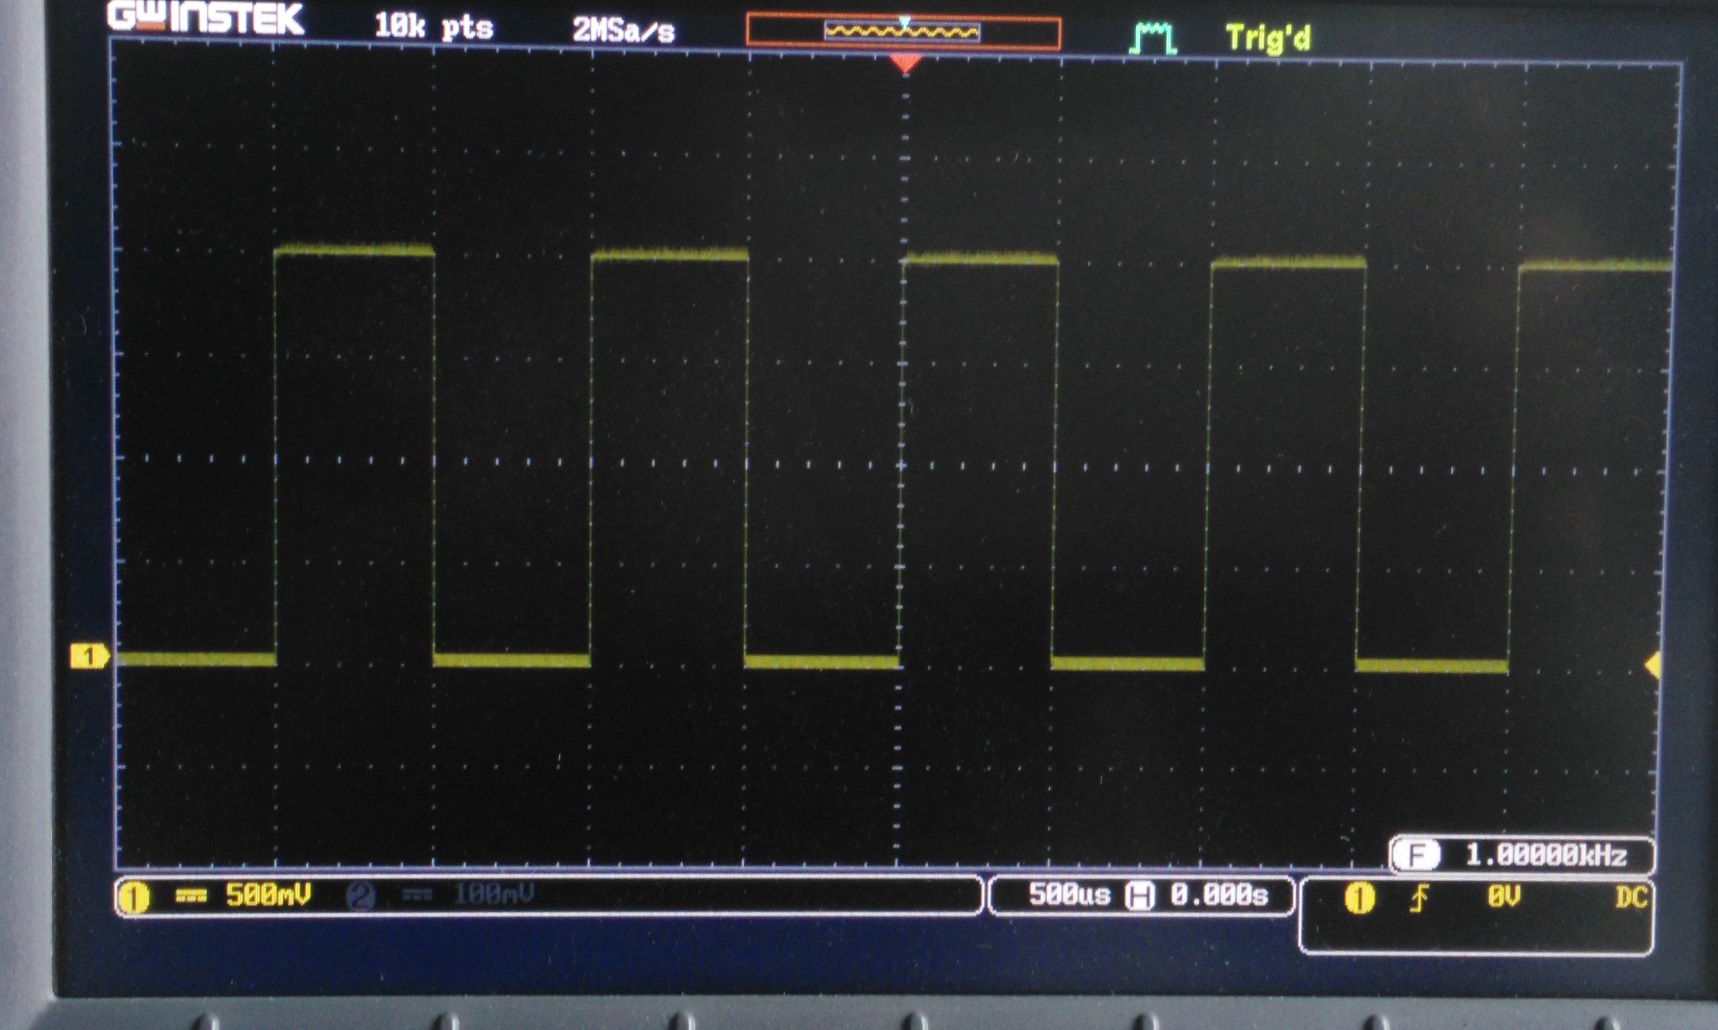 GWINSTEK 10k pts 2MSa/s Trig'd
1
F 1.00000kHz
1 500mV 2 100mV 500us H 0.000s 1 0V DC